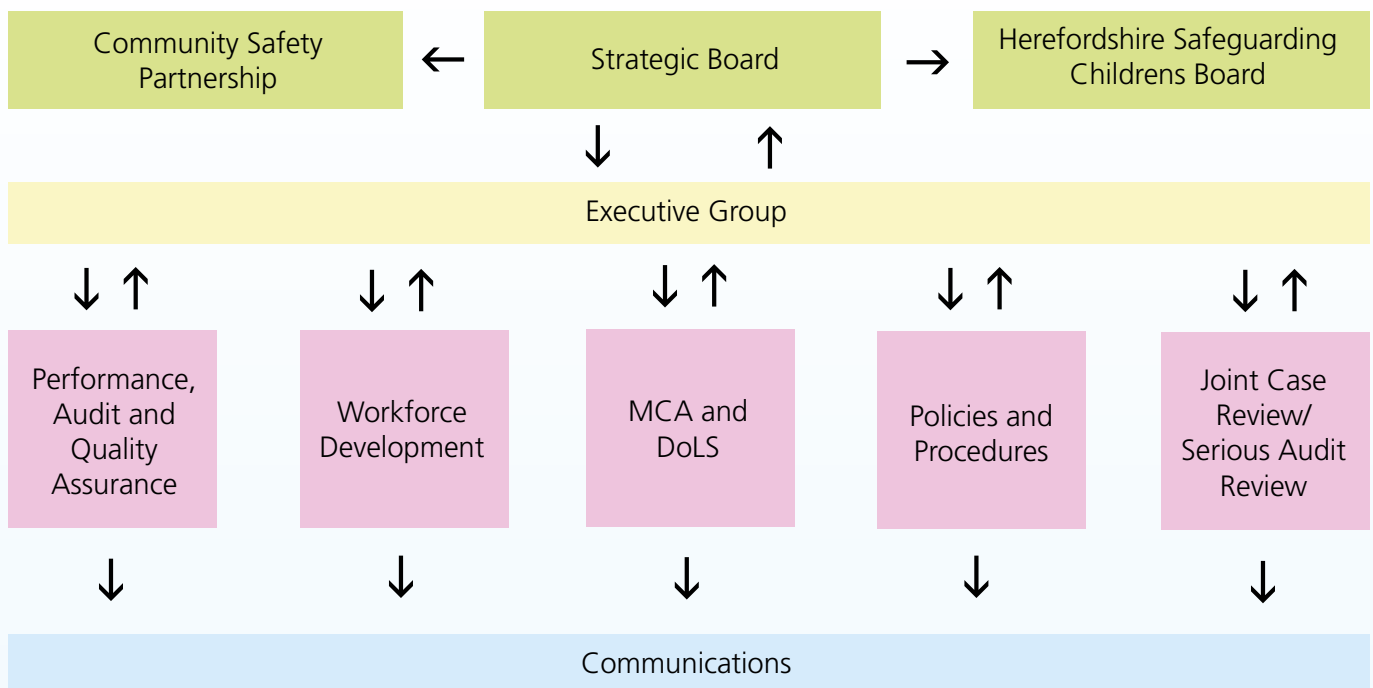 Community Safety
Partnership
Strategic Board
Herefordshire Safeguarding
Childrens Board
Executive Group
Performance,
Audit and
Quality
Assurance
Workforce
Development
MCA and
DoLS
Policies and
Procedures
Joint Case
Review/
Serious Audit
Review
Communications